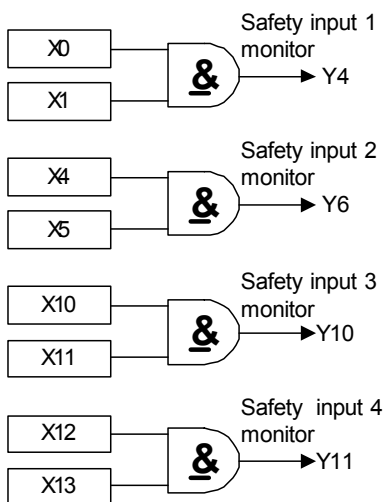 Safety input 1
monitor
X0
X1
&
Y4
Safety input 2
monitor
X4
X5
&
Y6
Safety input 3
monitor
X10
X11
&
Y10
Safety input 4
monitor
X12
X13
&
Y11